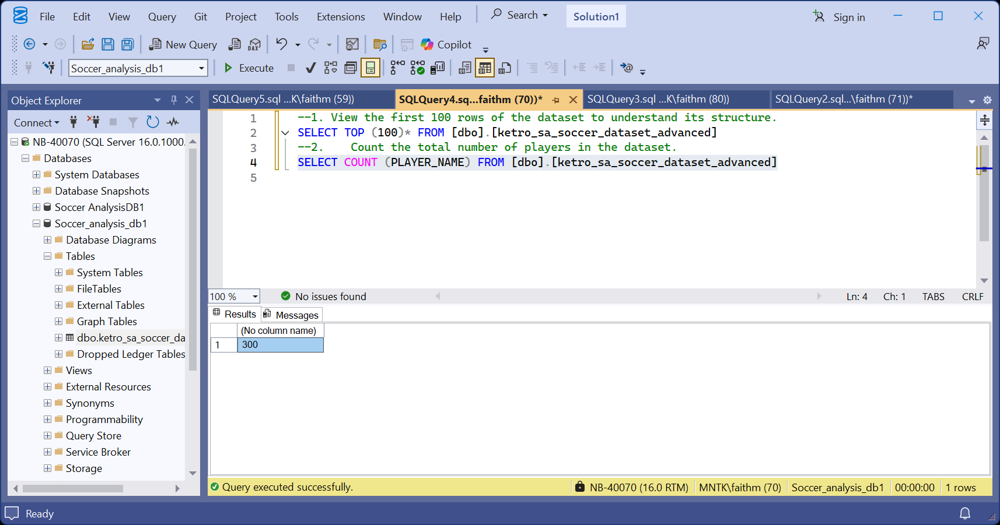 File Edit View Query Git Project Tools Extensions Window Help Search Solution1 Sign in
New Query DAX Copilot
Soccer_analysis_db1 Execute
Object Explorer
Connect
NB-40070 (SQL Server 16.0.1000.
Databases
System Databases
Database Snapshots
Soccer AnalysisDB1
Soccer_analysis_db1
Database Diagrams
Tables
System Tables
FileTables
External Tables
Graph Tables
dbo.ketro_sa_soccer_da
Dropped Ledger Tables
Views
External Resources
Synonyms
Programmability
Query Store
Service Broker
Storage
SQLQuery5.sql ...K\faithm (59)) SQLQuery4.sq...faithm (70))* SQLQuery3.sql ...K\faithm (80)) SQLQuery2.sql...\faithm (71))*
1 --1. View the first 100 rows of the dataset to understand its structure.
2 SELECT TOP (100)* FROM [dbo].[ketro_sa_soccer_dataset_advanced]
3 --2. Count the total number of players in the dataset.
4 SELECT COUNT (PLAYER_NAME) FROM [dbo].[ketro_sa_soccer_dataset_advanced]
5
100 % No issues found Ln: 4 Ch: 1 TABS CRLF
Results Messages
(No column name)
1 300
Query executed successfully. NB-40070 (16.0 RTM) MNTK\faithm (70) Soccer_analysis_db1 00:00:00 1 rows
Ready